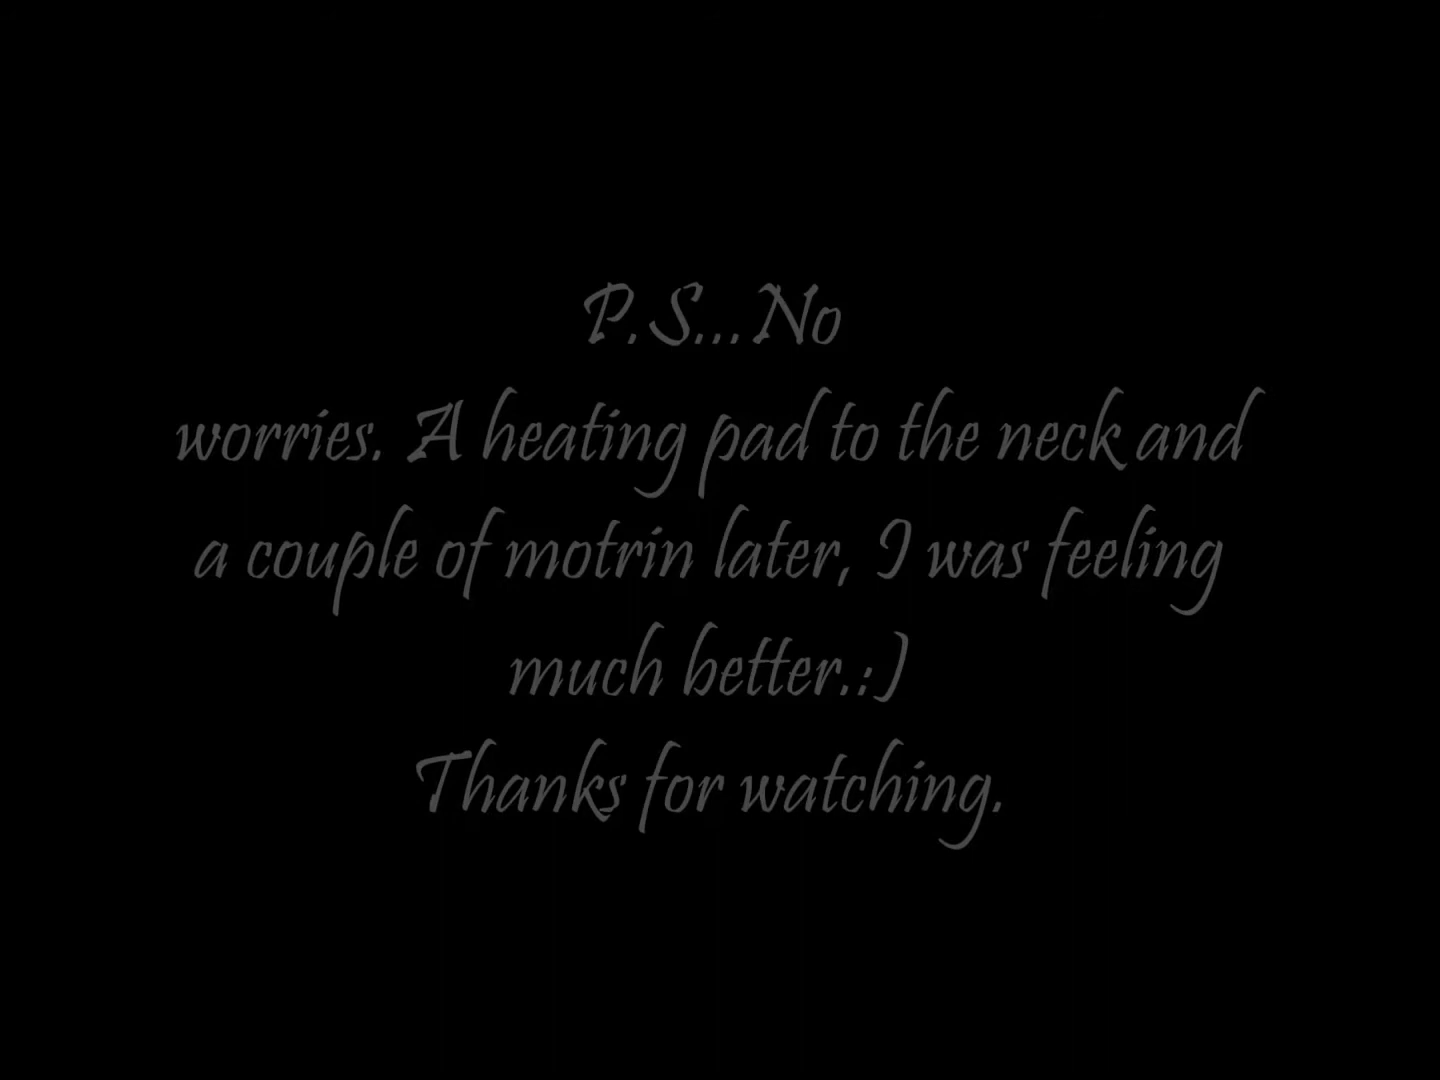 P.S...No
worries. A heating pad to the neck and
a couple of motrin later, I was feeling
much better.:)
Thanks for watching.